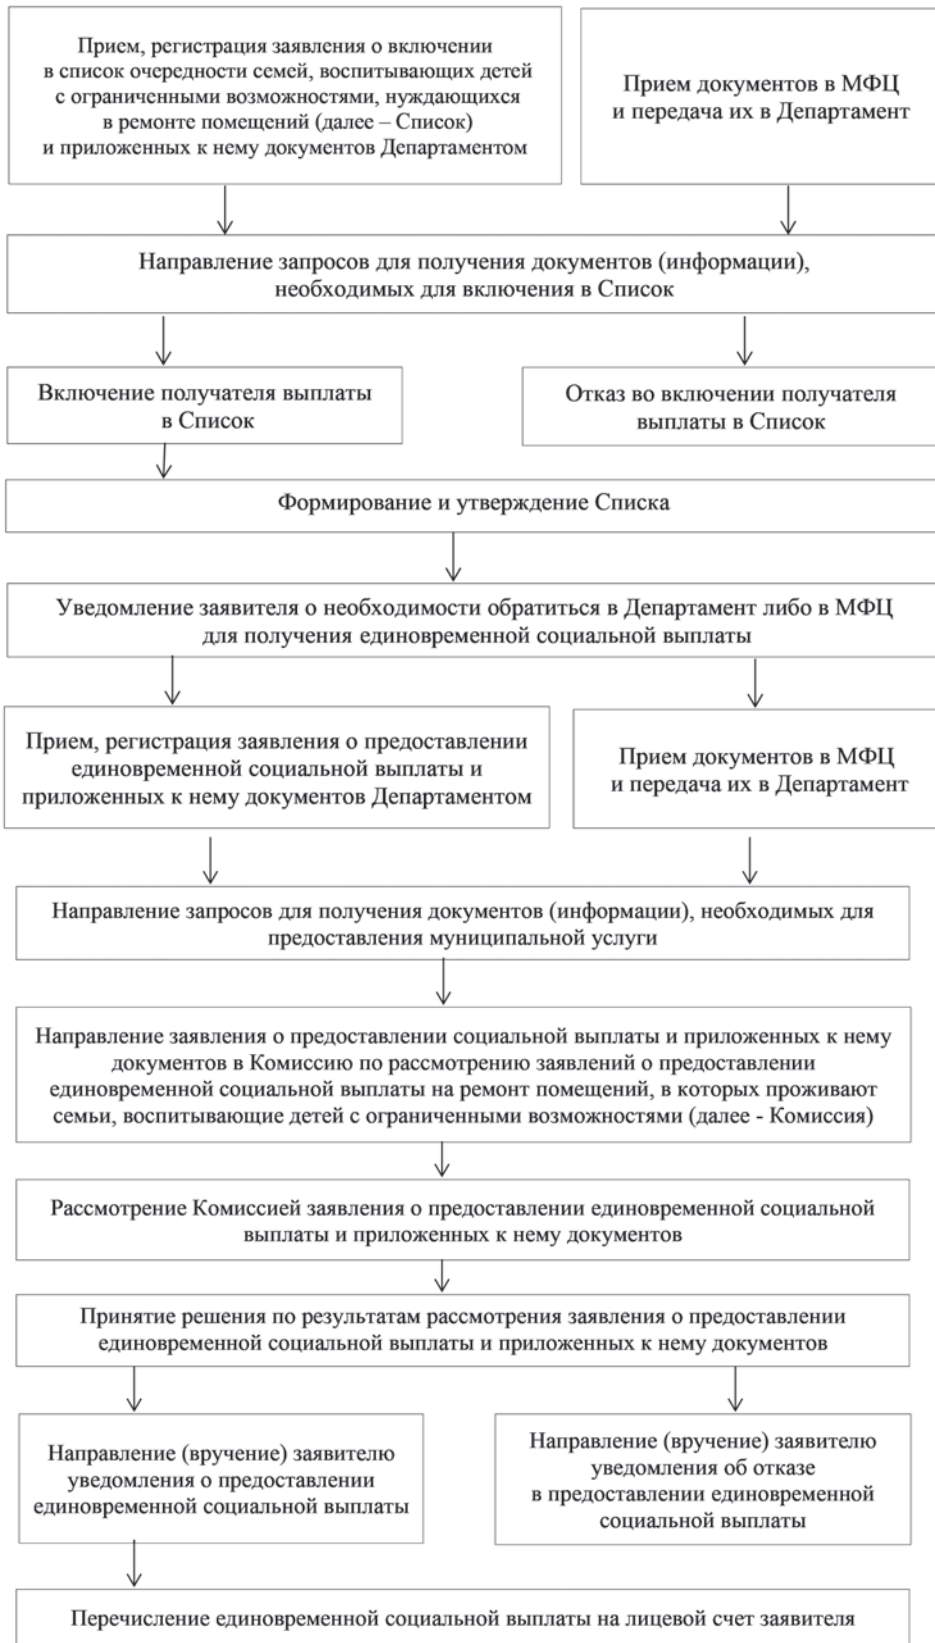 Прием, регистрация заявления о включении
в список очередности семей, воспитывающих детей
с ограниченными возможностями, нуждающихся
в ремонте помещений (далее – Список)
и приложенных к нему документов Департаментом
Прием документов в МФЦ
и передача их в Департамент
Направление запросов для получения документов (информации),
необходимых для включения в Список
Включение получателя выплаты
в Список
Отказ во включении получателя
выплаты в Список
Формирование и утверждение Списка
Уведомление заявителя о необходимости обратиться в Департамент либо в МФЦ
для получения единовременной социальной выплаты
Прием, регистрация заявления о предоставлении
единовременной социальной выплаты и
приложенных к нему документов Департаментом
Прием документов в МФЦ
и передача их в Департамент
Направление запросов для получения документов (информации), необходимых для
предоставления муниципальной услуги
Направление заявления о предоставлении социальной выплаты и приложенных к нему
документов в Комиссию по рассмотрению заявлений о предоставлении
единовременной социальной выплаты на ремонт помещений, в которых проживают
семьи, воспитывающие детей с ограниченными возможностями (далее - Комиссия)
Рассмотрение Комиссией заявления о предоставлении единовременной социальной
выплаты и приложенных к нему документов
Принятие решения по результатам рассмотрения заявления о предоставлении
единовременной социальной выплаты и приложенных к нему документов
Направление (вручение) заявителю
уведомления о предоставлении
единовременной социальной выплаты
Направление (вручение) заявителю
уведомления об отказе
в предоставлении единовременной
социальной выплаты
Перечисление единовременной социальной выплаты на лицевой счет заявителя